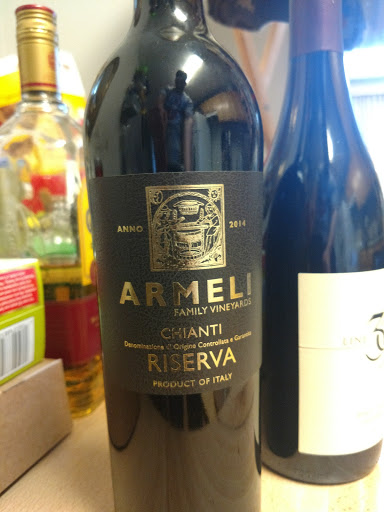 ANNO 2014
ARMELI
FAMILY VINEYARDS
CHIANTI
Denominazione di Origine Controllata e Garantita
RISERVA
PRODUCT OF ITALY